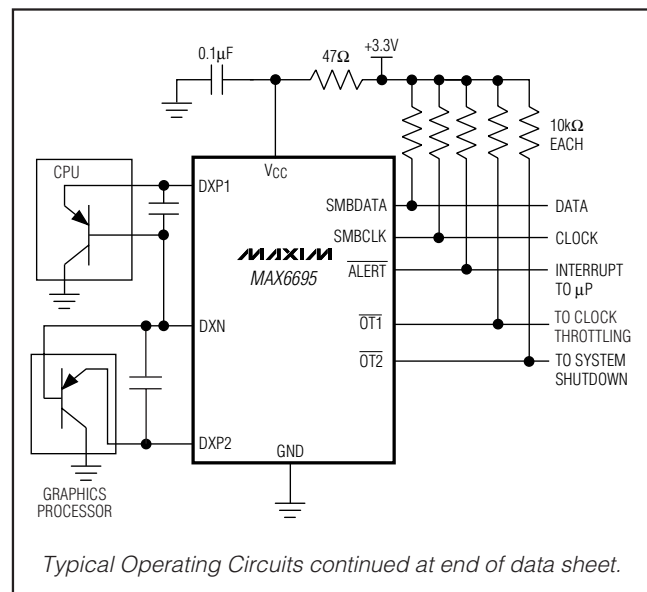 0.1µF
47Ω
+3.3V
10kΩ
EACH
CPU
VCC
DXP1
SMBDATA
DATA
SMBCLK
CLOCK
MAXIM
MAX6695
ALERT
INTERRUPT
TO µP
DXN
OT1
TO CLOCK
THROTTLING
OT2
TO SYSTEM
SHUTDOWN
DXP2
GND
GRAPHICS
PROCESSOR
Typical Operating Circuits continued at end of data sheet.